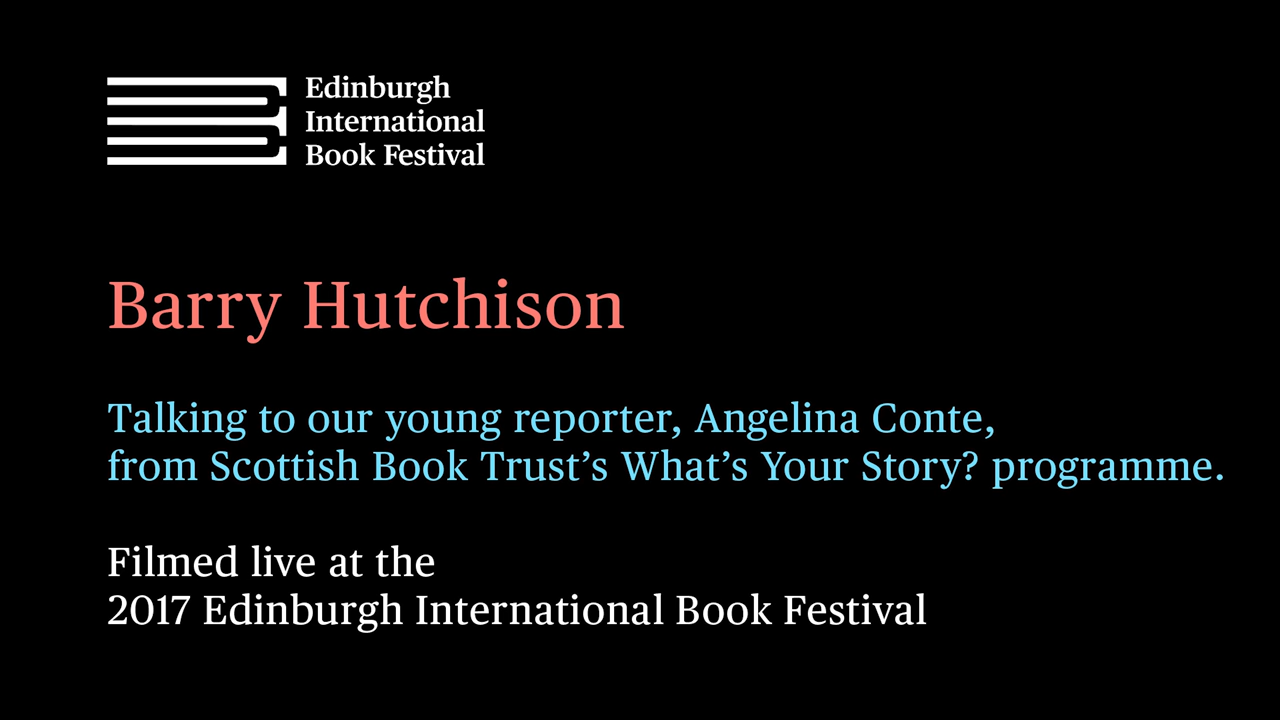 Edinburgh
International
Book Festival
Barry Hutchison
Talking to our young reporter, Angelina Conte,
from Scottish Book Trust’s What’s Your Story? programme.
Filmed live at the
2017 Edinburgh International Book Festival